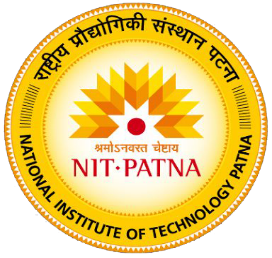 राष्ट्रीय प्रौद्योगिकी संस्थान पटना
श्रमोऽनवरत चेष्टाय
NIT·PATNA
NATIONAL INSTITUTE OF TECHNOLOGY PATNA